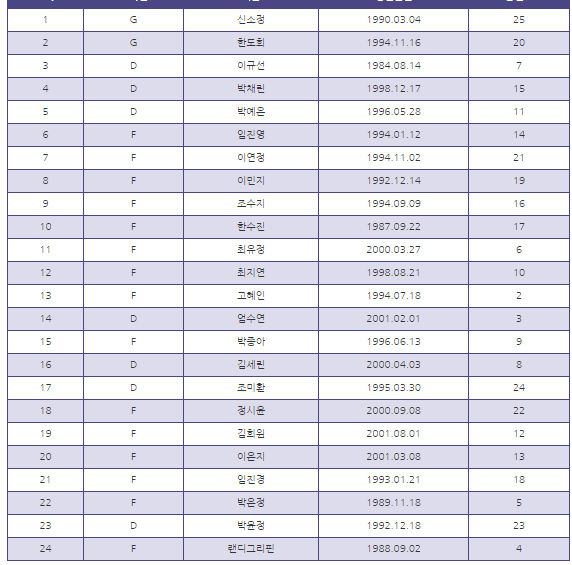 1 G 신소정 1990.03.04 25
2 G 한도희 1994.11.16 20
3 D 이규선 1984.08.14 7
4 D 박채린 1998.12.17 15
5 D 박예은 1996.05.28 11
6 F 임진영 1994.01.12 14
7 F 이연정 1994.11.02 21
8 F 이민지 1992.12.14 19
9 F 조수지 1994.09.09 16
10 F 한수진 1987.09.22 17
11 F 최유정 2000.03.27 6
12 F 최지연 1998.08.21 10
13 F 고혜인 1994.07.18 2
14 D 엄수연 2001.02.01 3
15 F 박종아 1996.06.13 9
16 D 김세린 2000.04.03 8
17 D 조미환 1995.03.30 24
18 F 정시윤 2000.09.08 22
19 F 김희원 2001.08.01 12
20 F 이은지 2001.03.08 13
21 F 임진경 1993.01.21 18
22 F 박은정 1989.11.18 5
23 D 박윤정 1992.12.18 23
24 F 랜디그리핀 1988.09.02 4